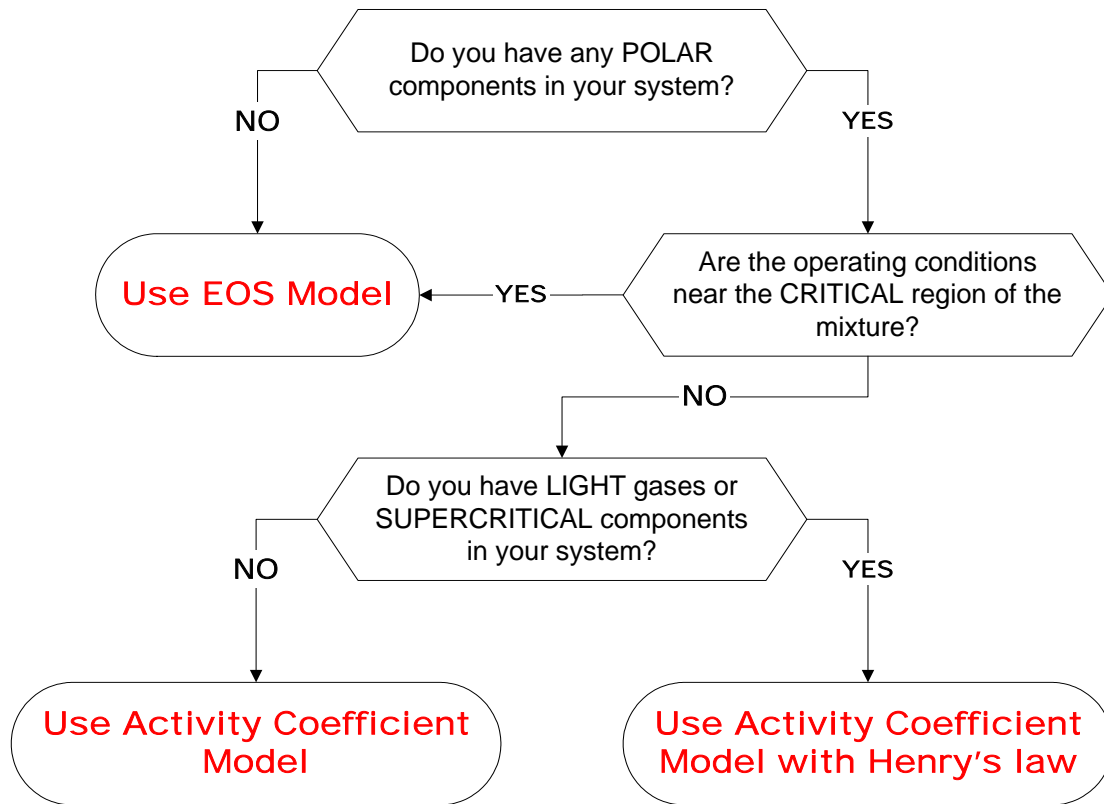 Do you have any POLAR
components in your system?
NO
YES
Use EOS Model
YES
Are the operating conditions
near the CRITICAL region of the
mixture?
NO
Do you have LIGHT gases or
SUPERCRITICAL components
in your system?
NO
YES
Use Activity Coefficient
Model
Use Activity Coefficient
Model with Henry's law